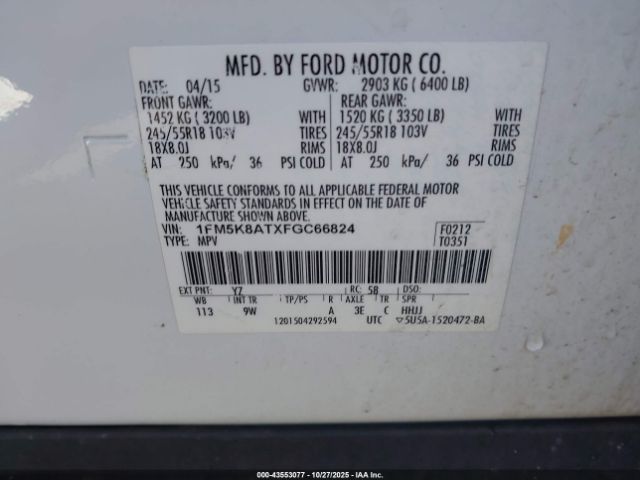 MFD. BY FORD MOTOR CO.
DATE: 04/15 GVWR: 2903 KG ( 6400 LB)
FRONT GAWR: REAR GAWR:
1452 KG ( 3200 LB) WITH 1520 KG ( 3350 LB) WITH
245/55R18 103V TIRES 245/55R18 103V TIRES
18X8.0J RIMS 18X8.0J RIMS
AT 250 kPa/ 36 PSI COLD AT 250 kPa/ 36 PSI COLD
THIS VEHICLE CONFORMS TO ALL APPLICABLE FEDERAL MOTOR
VEHICLE SAFETY AND BUMPER STANDARDS IN EFFECT ON THE DATE OF
MANUFACTURE SHOWN ABOVE.
VIN: 1FM5K8ATXFGC66824 F0212
TYPE: MPV T0351
EXT PNT: YZ RC: 58 DSO:
WB INT TR TP/PS R AXLE TR SPR
113 9W A 3E C HHJJ
1201504292594 UTC ▽5U5A-1520472-BA
000-43553077 - 10/27/2025 - IAA Inc.